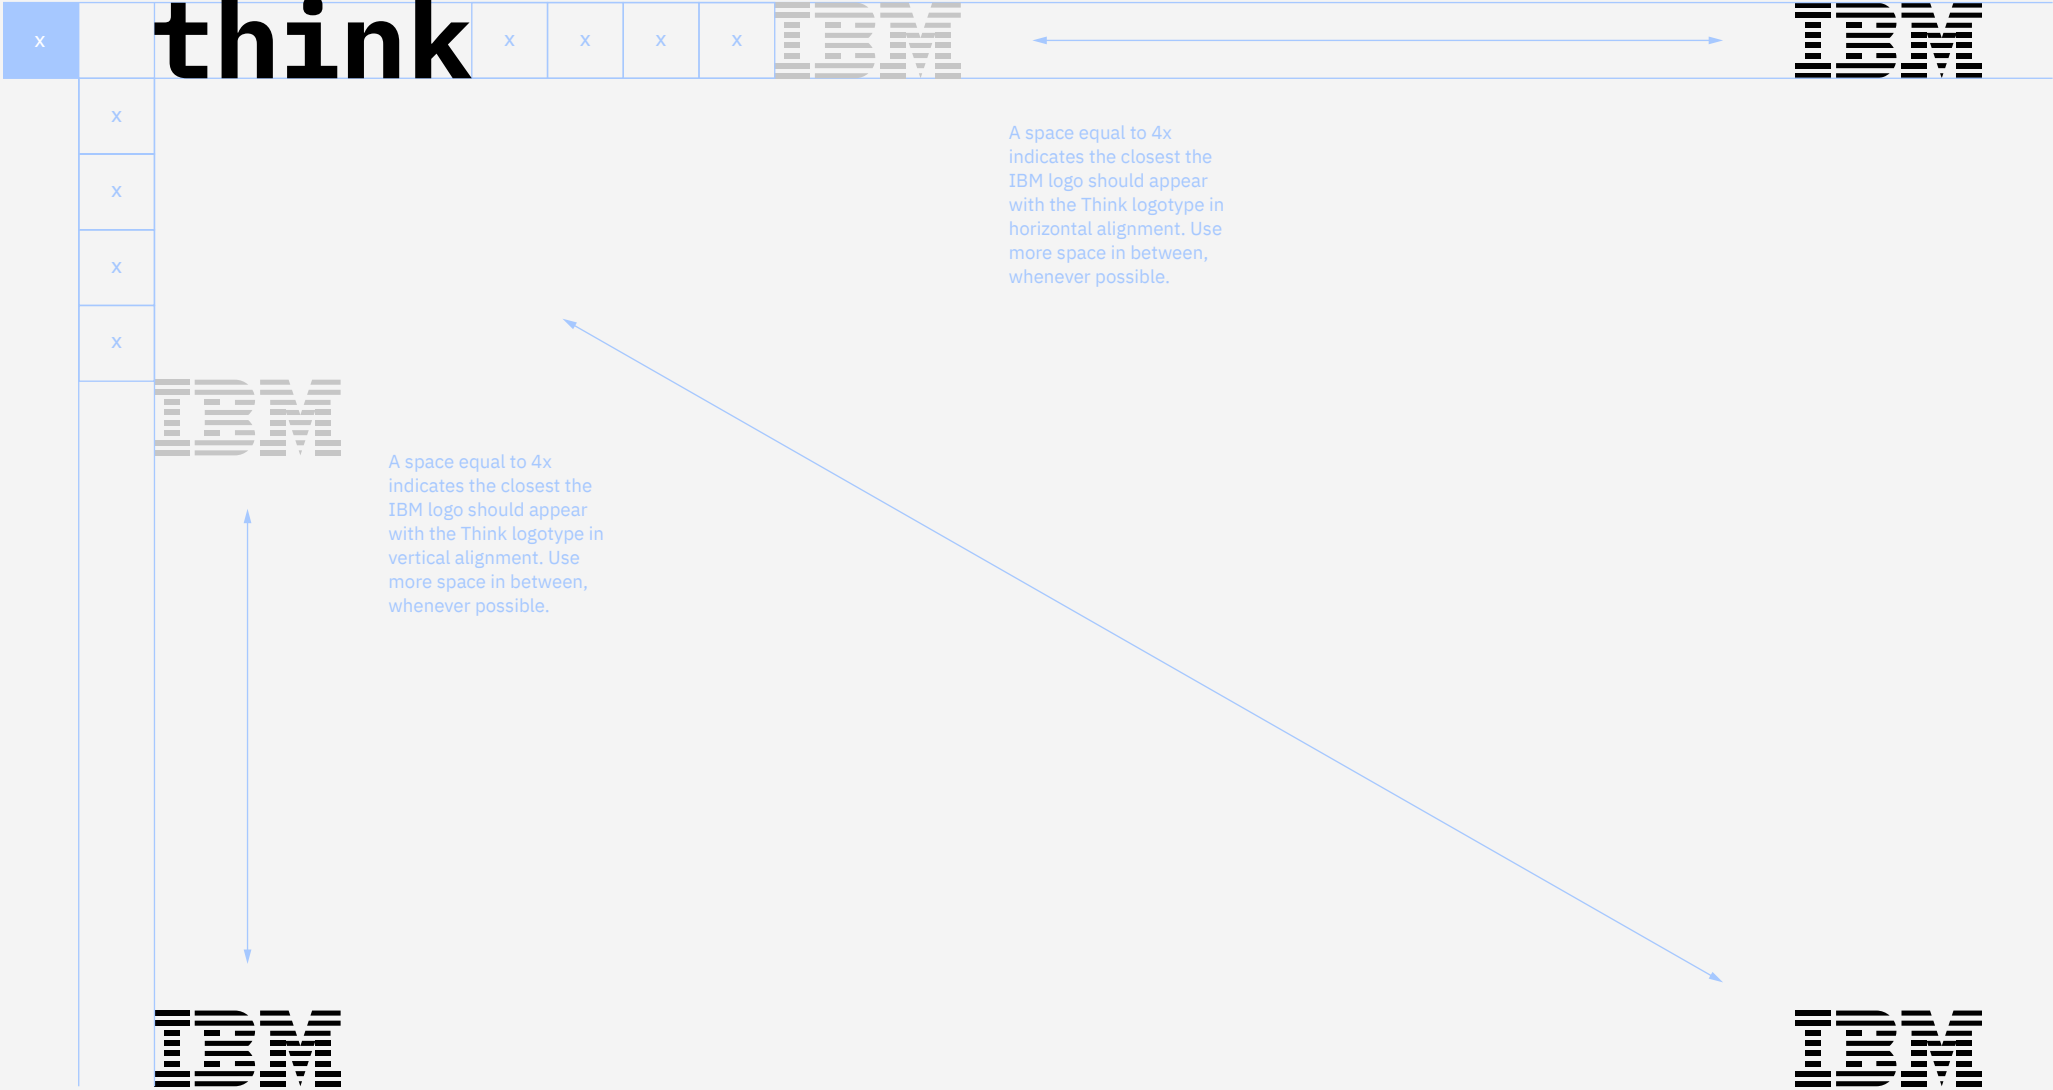 x think x x x x IBM IBM
x
x
x
x
A space equal to 4x
indicates the closest the
IBM logo should appear
with the Think logotype in
horizontal alignment. Use
more space in between,
whenever possible.
IBM
A space equal to 4x
indicates the closest the
IBM logo should appear
with the Think logotype in
vertical alignment. Use
more space in between,
whenever possible.
IBM IBM